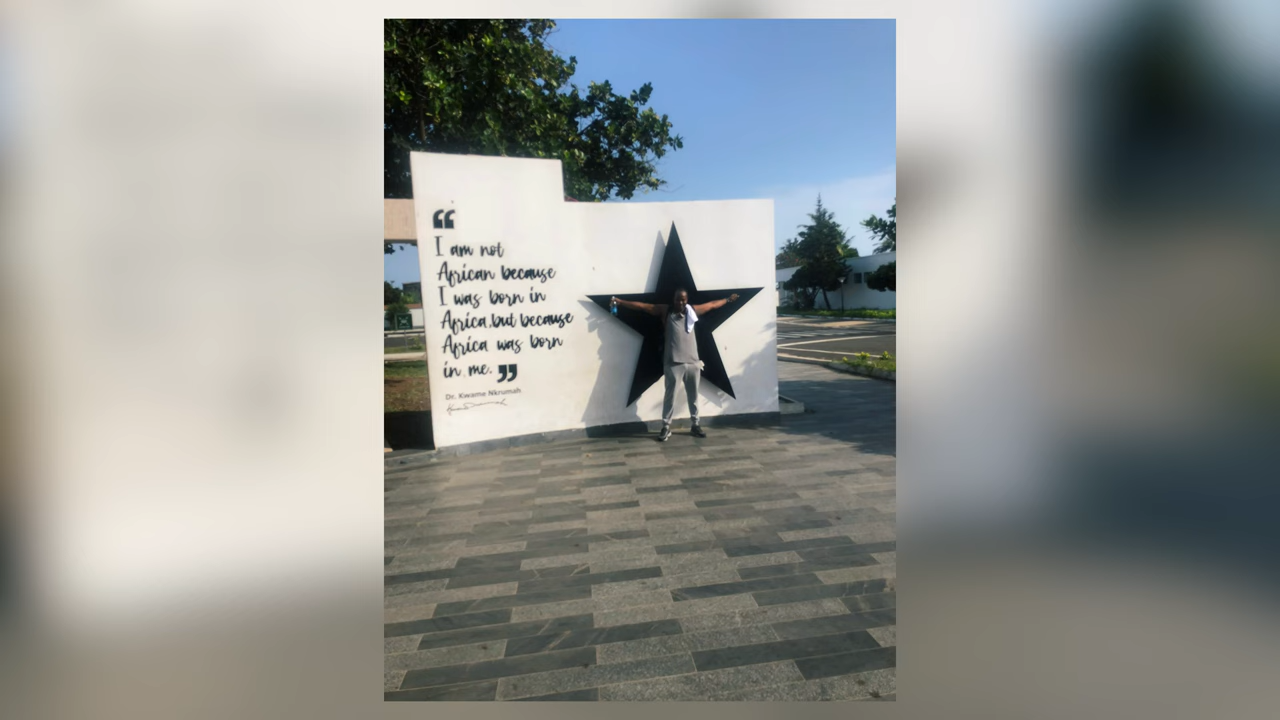 “
I am not
African because
I was born in
Africa, but because
Africa was born
in me. ”
Dr. Kwame Nkrumah